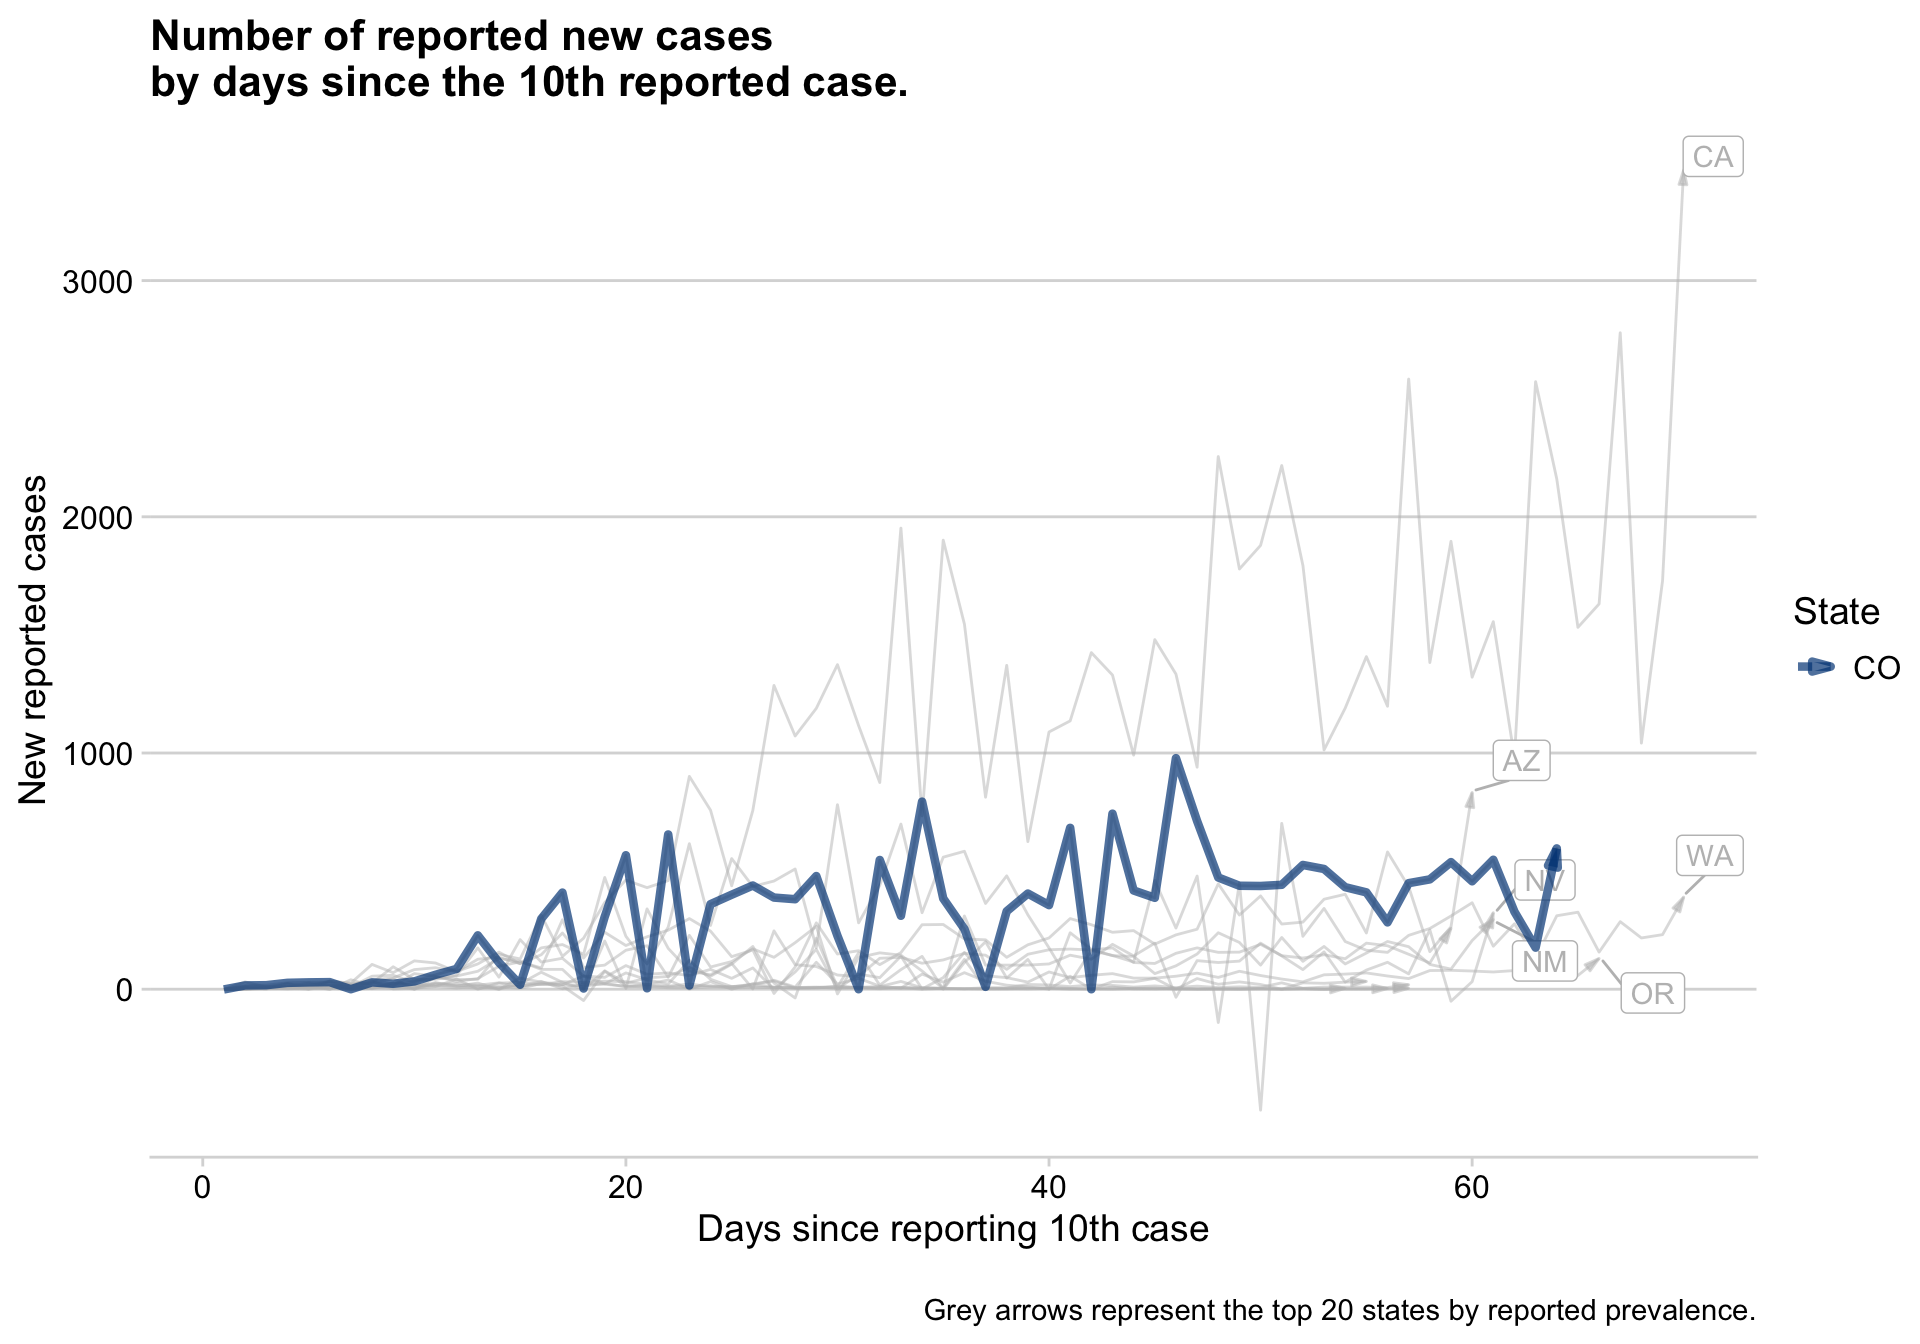 Number of reported new cases
by days since the 10th reported case.
CA
3000
2000
1000
0
New reported cases
AZ
WA
NV
NM
OR
State
CO
0
20
40
60
Days since reporting 10th case
Grey arrows represent the top 20 states by reported prevalence.